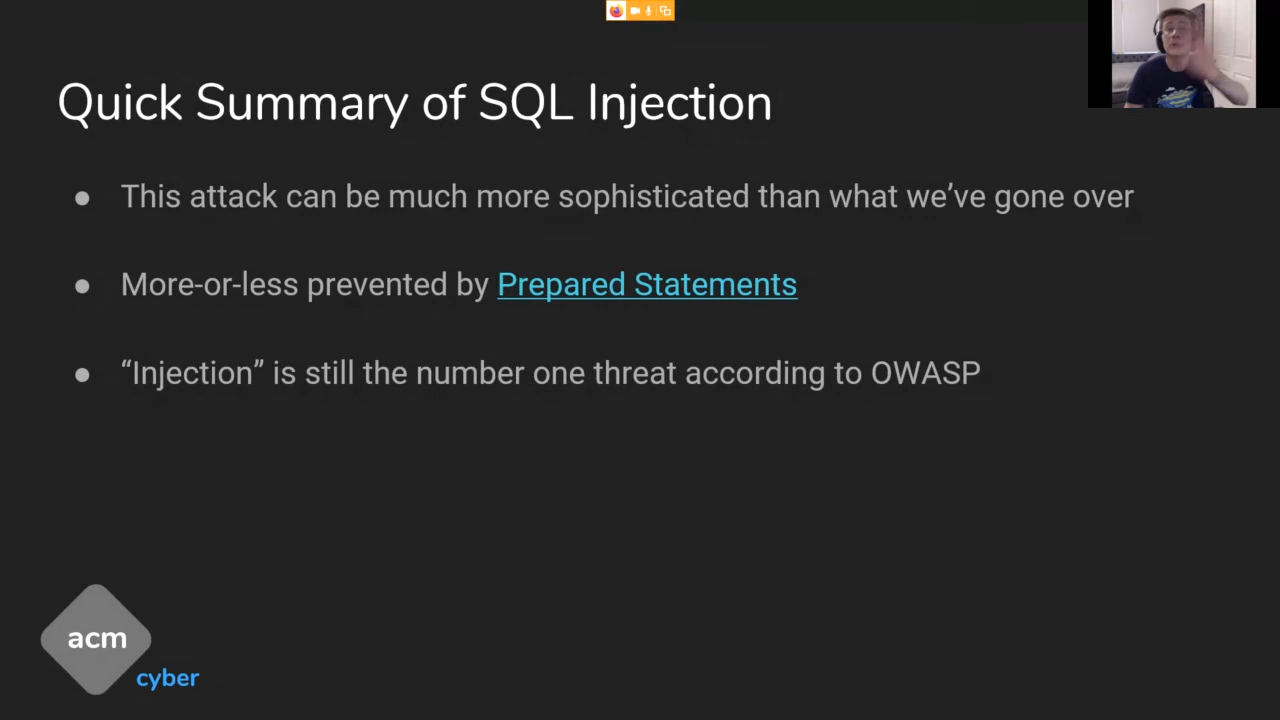 Quick Summary of SQL Injection
● This attack can be much more sophisticated than what we’ve gone over
● More-or-less prevented by Prepared Statements
● “Injection” is still the number one threat according to OWASP
acm
cyber